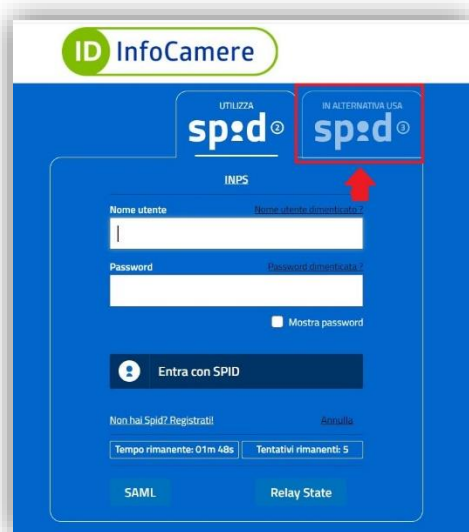 ID InfoCamere
UTILIZZA
spid 2
IN ALTERNATIVA USA
spid 3
INPS
Nome utente
Nome utente dimenticato ?
Password
Password dimenticata ?
Mostra password
Entra con SPID
Non hai Spid? Registrati!
Annulla
Tempo rimanente: 01m 48s
Tentativi rimanenti: 5
SAML
Relay State